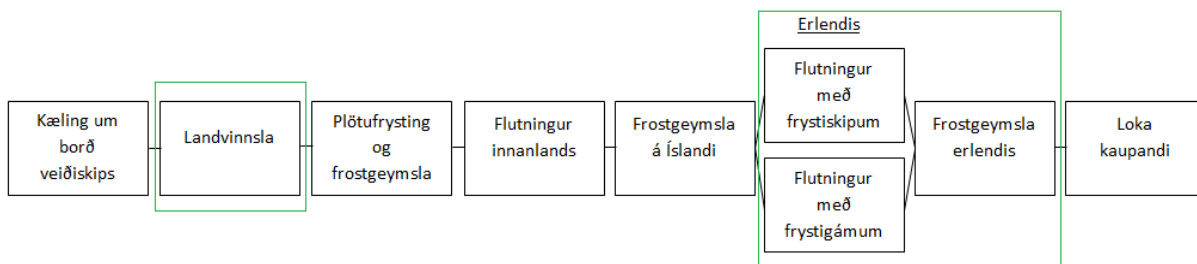 Kæling um
borð
veiðiskips
Landvinnsla
Plötufrysting
og
frostgeymsla
Flutningur
innanlands
Frostgeymsla
á Íslandi
Erlendis
Flutningur
með
frystiskipum
Flutningur
með
frystigámum
Frostgeymsla
erlendis
Loka
kaupandi